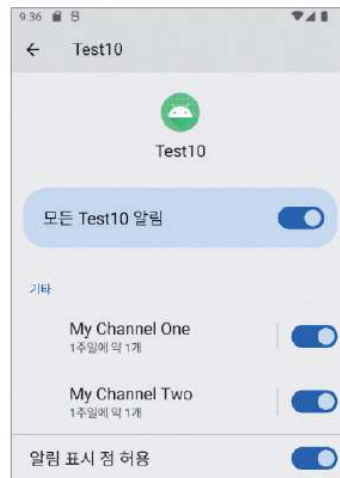 9:36
Test10
Test10
모든 Test10 알림
기타
My Channel One
1주일에 약 1개
My Channel Two
1주일에 약 1개
알림 표시 점 허용